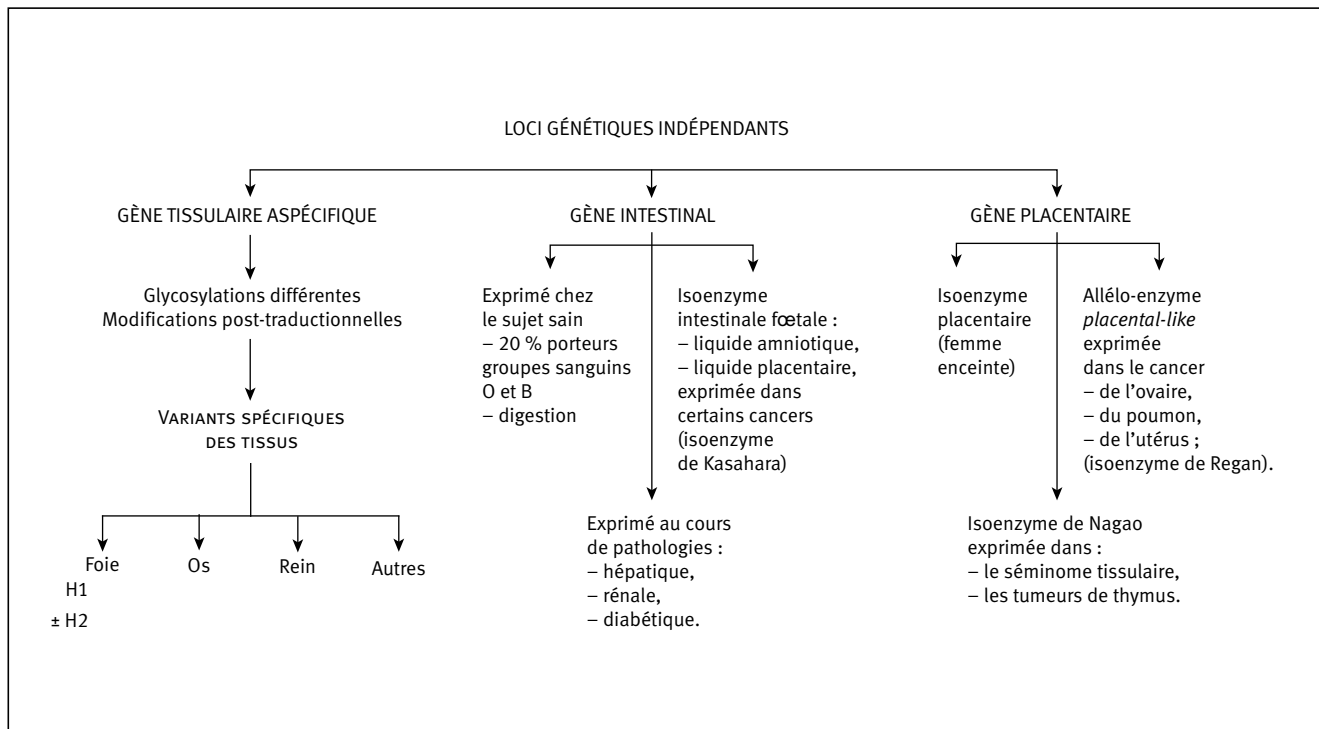 LOCI GÉNÉTIQUES INDÉPENDANTS
GÈNE TISSULAIRE ASPÉCIFIQUE
Glycosylations différentes
Modifications post-traductionnelles
VARIANTS SPÉCIFIQUES
DES TISSUS
Foie
H1
± H2
Os
Rein
Autres
GÈNE INTESTINAL
Exprimé chez
le sujet sain
– 20 % porteurs
groupes sanguins
O et B
– digestion
Isoenzyme
intestinale fœtale :
– liquide amniotique,
– liquide placentaire,
exprimée dans
certains cancers
(isoenzyme
de Kasahara)
Exprimé au cours
de pathologies :
– hépatique,
– rénale,
– diabétique.
GÈNE PLACENTAIRE
Isoenzyme
placentaire
(femme
enceinte)
Allélo-enzyme
placental-like
exprimée
dans le cancer
– de l’ovaire,
– du poumon,
– de l’utérus ;
(isoenzyme de Regan).
Isoenzyme de Nagao
exprimée dans :
– le séminome tissulaire,
– les tumeurs de thymus.